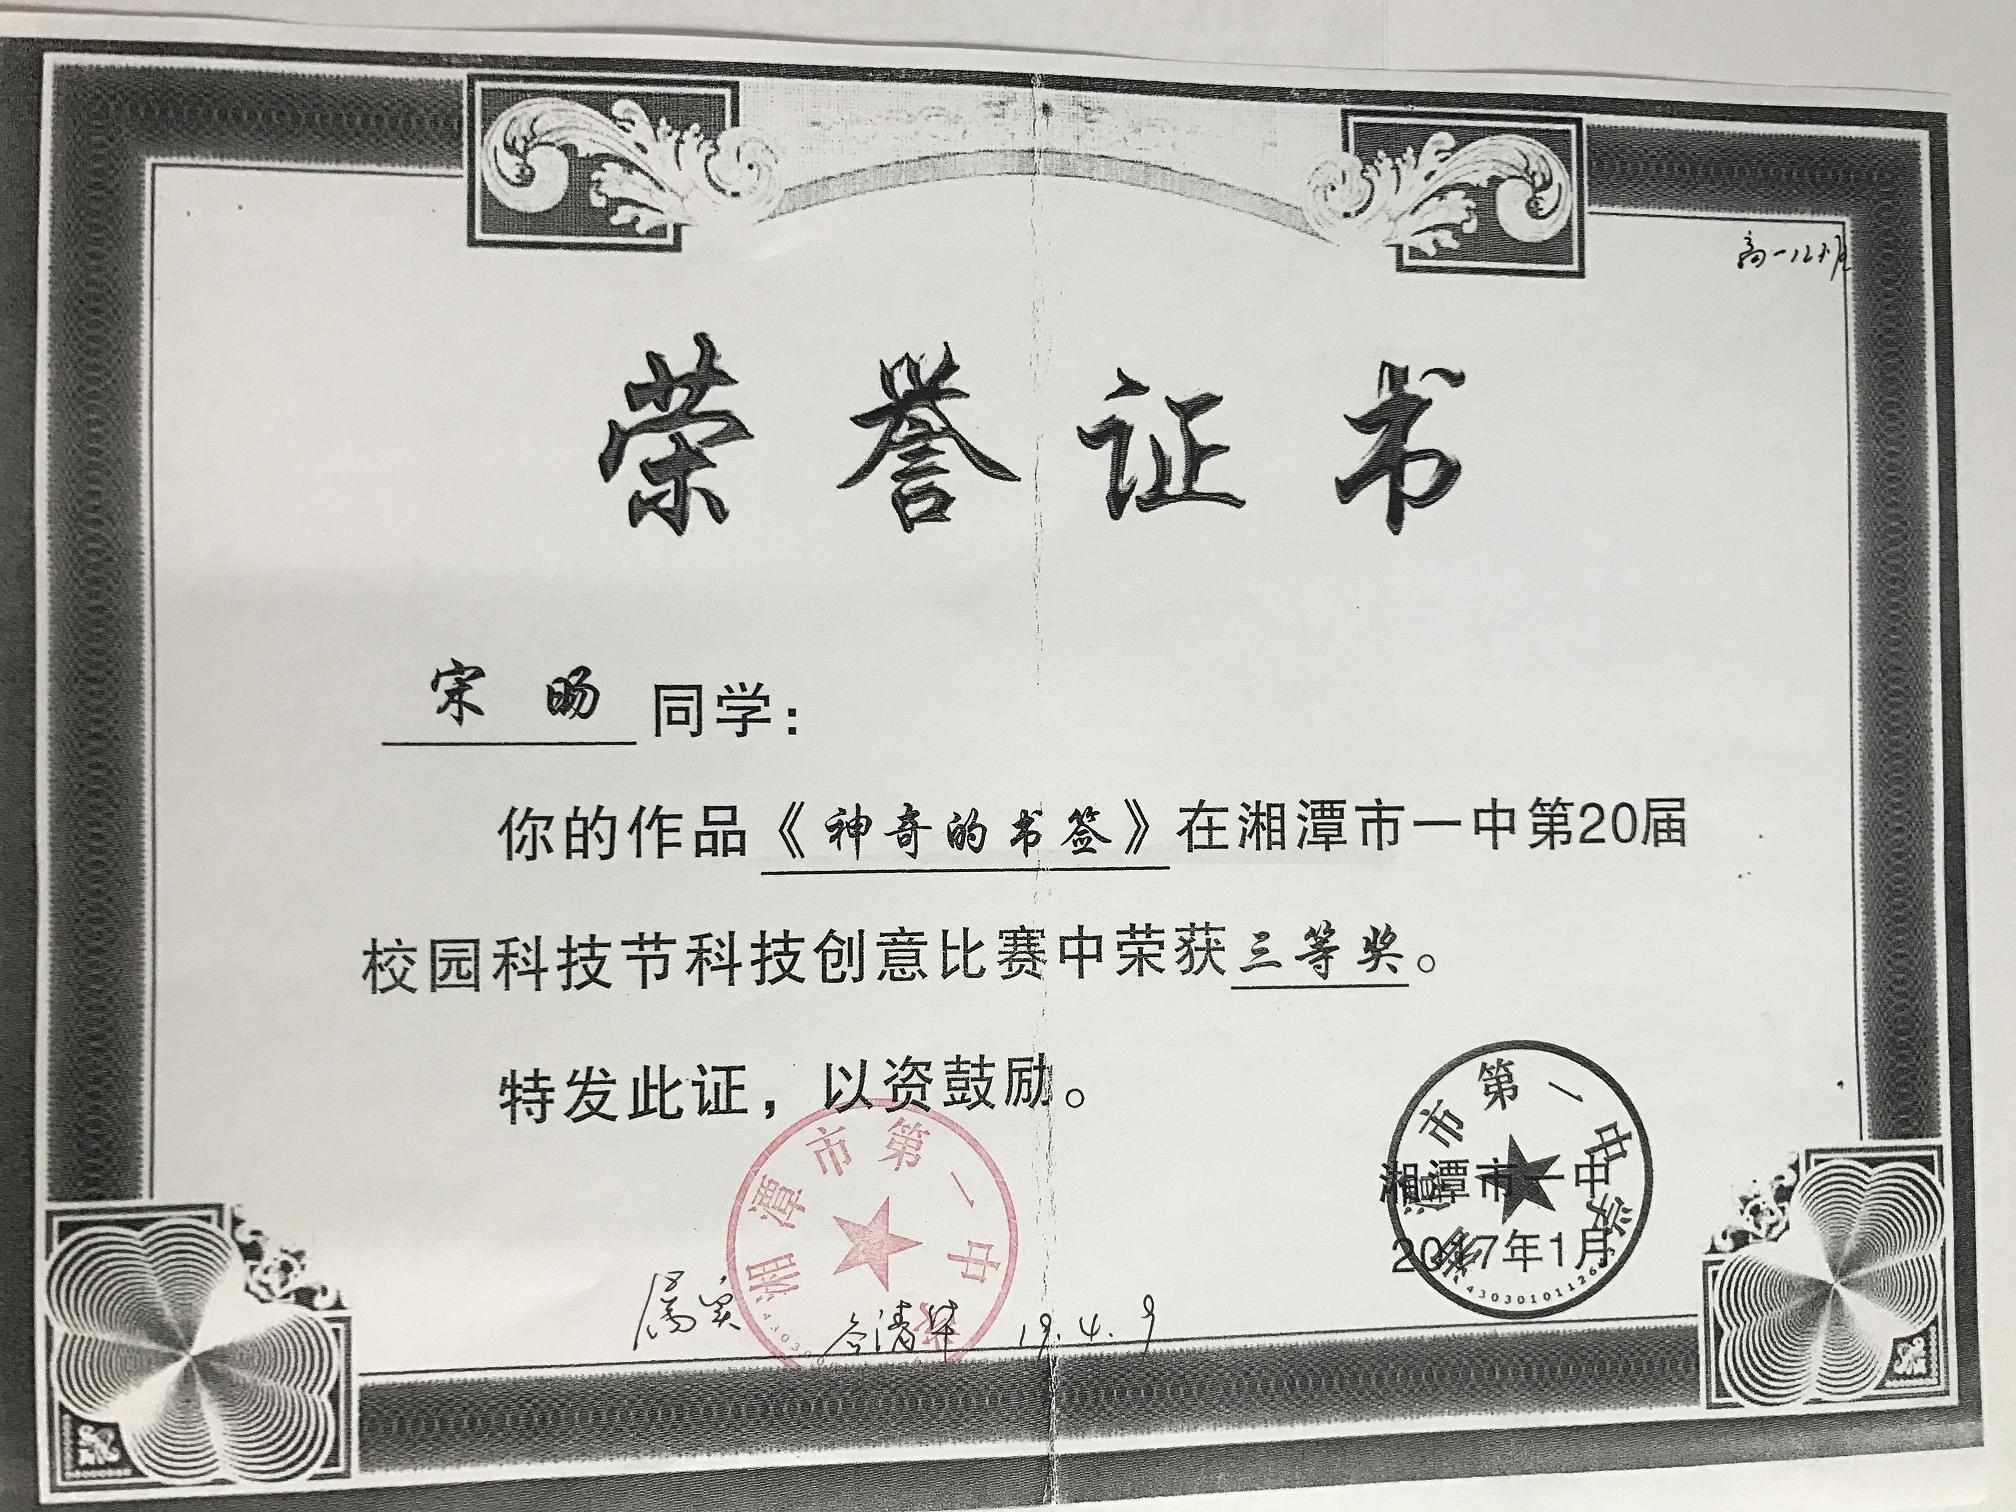 高一12班
荣誉证书
宋旸 同学：
你的作品《神奇的书签》在湘潭市一中第20届
校园科技节科技创意比赛中荣获三等奖。
特发此证，以资鼓励。
湘潭市第一中学
湘潭市一中
2017年1月
湘潭市第一中
属实
19.4.9